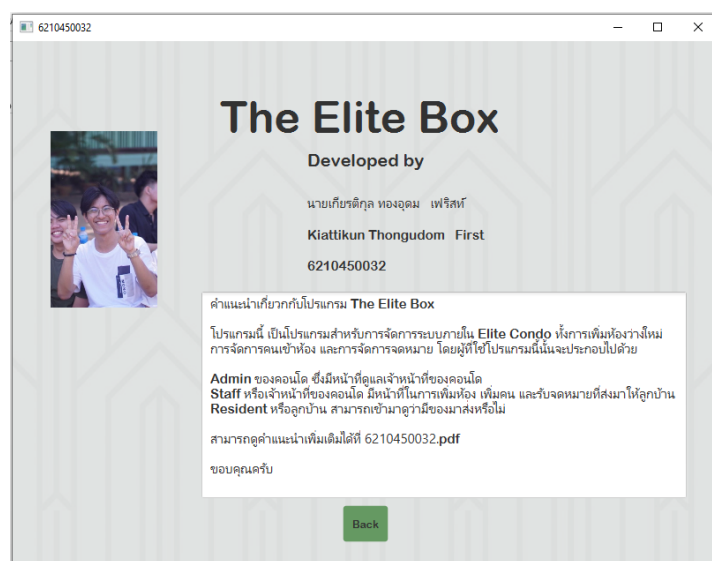 6210450032
The Elite Box
Developed by
นายเกียรติกุล ทองอุดม เฟริสท์
Kiattikun Thongudom First
6210450032
คำแนะนำเกี่ยวกับโปรแกรม The Elite Box
โปรแกรมนี้ เป็นโปรแกรมสำหรับการจัดการระบบภายใน Elite Condo ทั้งการเพิ่มห้องว่างใหม่
การจัดการคนเข้าห้อง และการจัดการจดหมาย โดยผู้ที่ใช้โปรแกรมนี้นั้นจะประกอบไปด้วย
Admin ของคอนโด ซึ่งมีหน้าที่ดูแลเจ้าหน้าที่ของคอนโด
Staff หรือเจ้าหน้าที่ของคอนโด มีหน้าที่ในการเพิ่มห้อง เพิ่มคน และรับจดหมายที่ส่งมาให้ลูกบ้าน
Resident หรือลูกบ้าน สามารถเข้ามาดูว่ามีของมาส่งหรือไม่
สามารถดูคำแนะนำเพิ่มเติมได้ที่ 6210450032.pdf
ขอบคุณครับ
Back